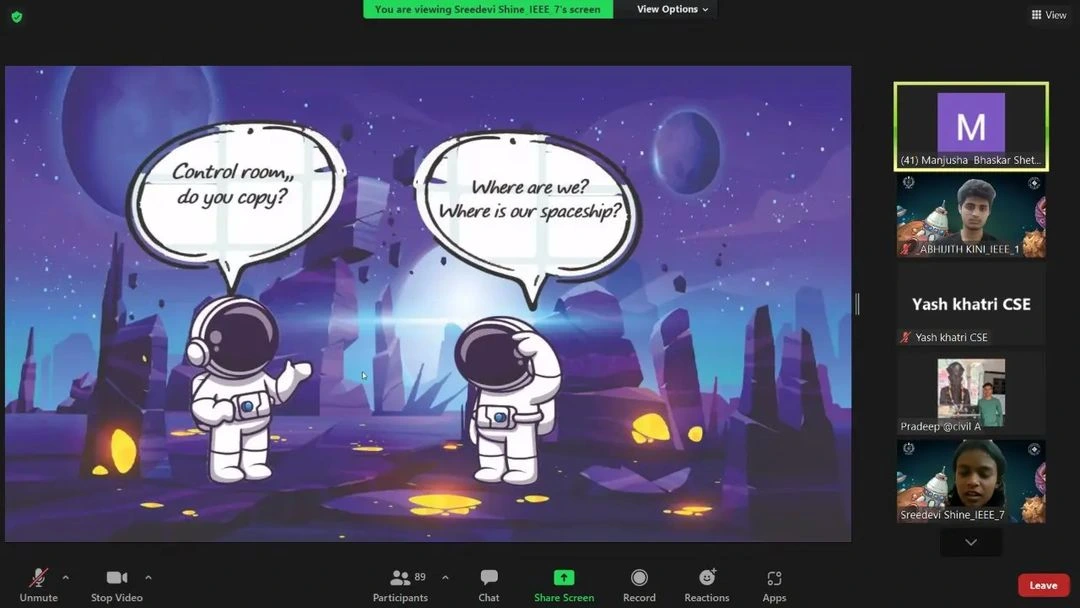 You are viewing Sreedevi Shine_IEEE_7's screen
View Options
View
Control room,,
do you copy?
Where are we?
Where is our spaceship?
M
(41) Manjusha Bhaskar Shet...
ABHIJITH KINI_IEEE_1
Yash khatri CSE
Yash khatri CSE
Pradeep @civil A
Sreedevi Shine_IEEE_7
Unmute
Stop Video
89
Participants
Chat
Share Screen
Record
Reactions
Apps
Leave